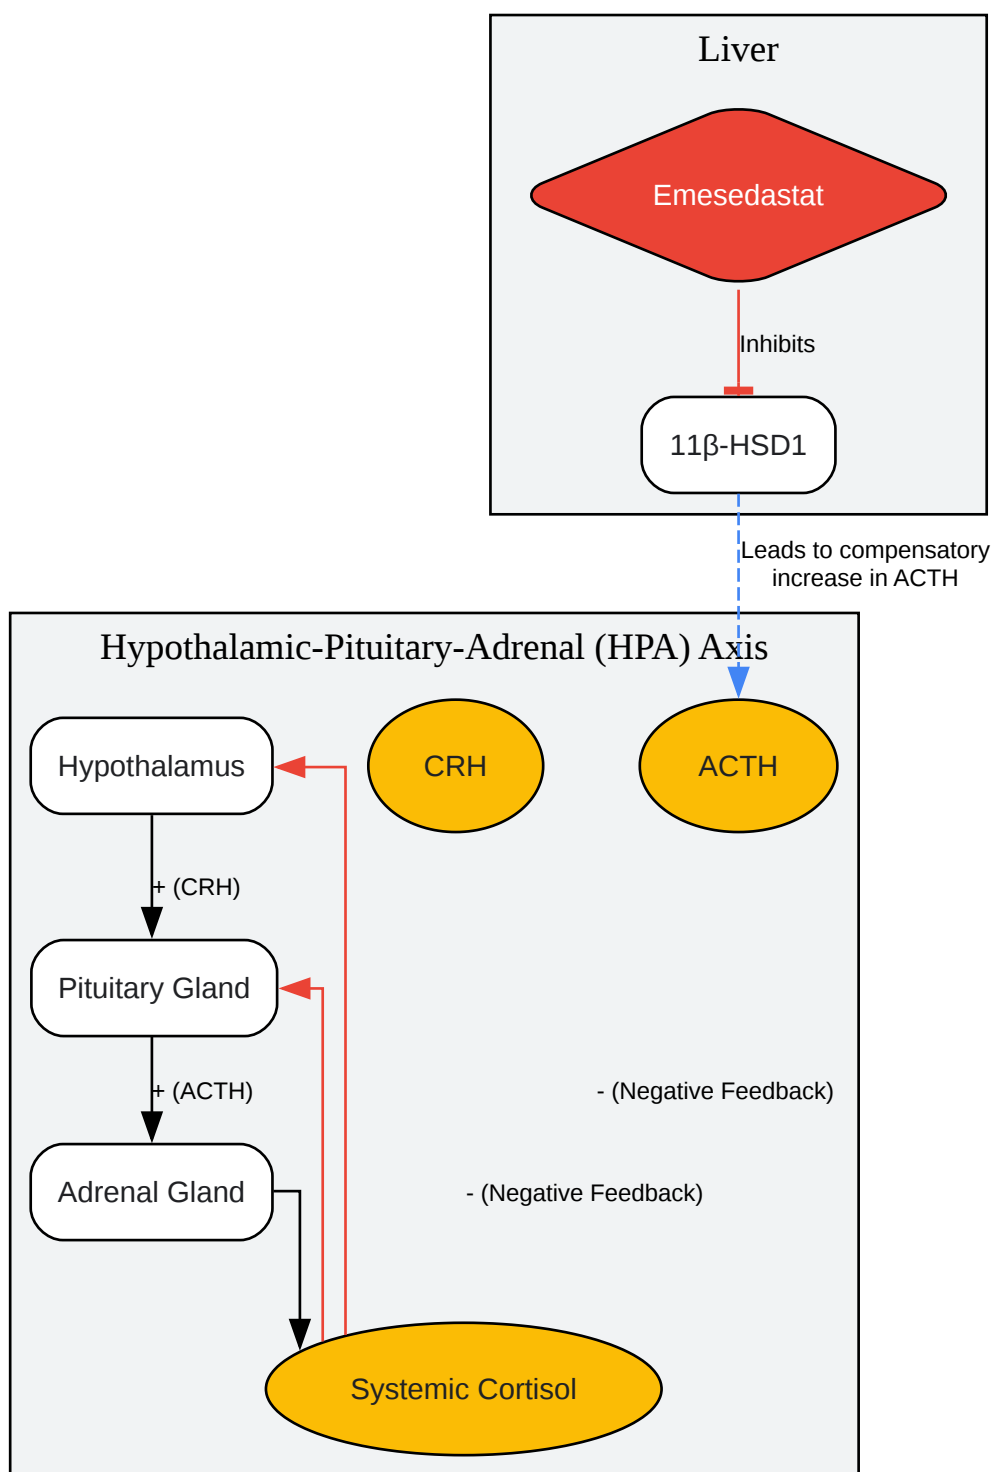 Liver
Emesedastat
Inhibits
11β-HSD1
Leads to compensatory
increase in ACTH
Hypothalamic-Pituitary-Adrenal (HPA) Axis
Hypothalamus
CRH
ACTH
+ (CRH)
Pituitary Gland
+ (ACTH)
- (Negative Feedback)
Adrenal Gland
- (Negative Feedback)
Systemic Cortisol